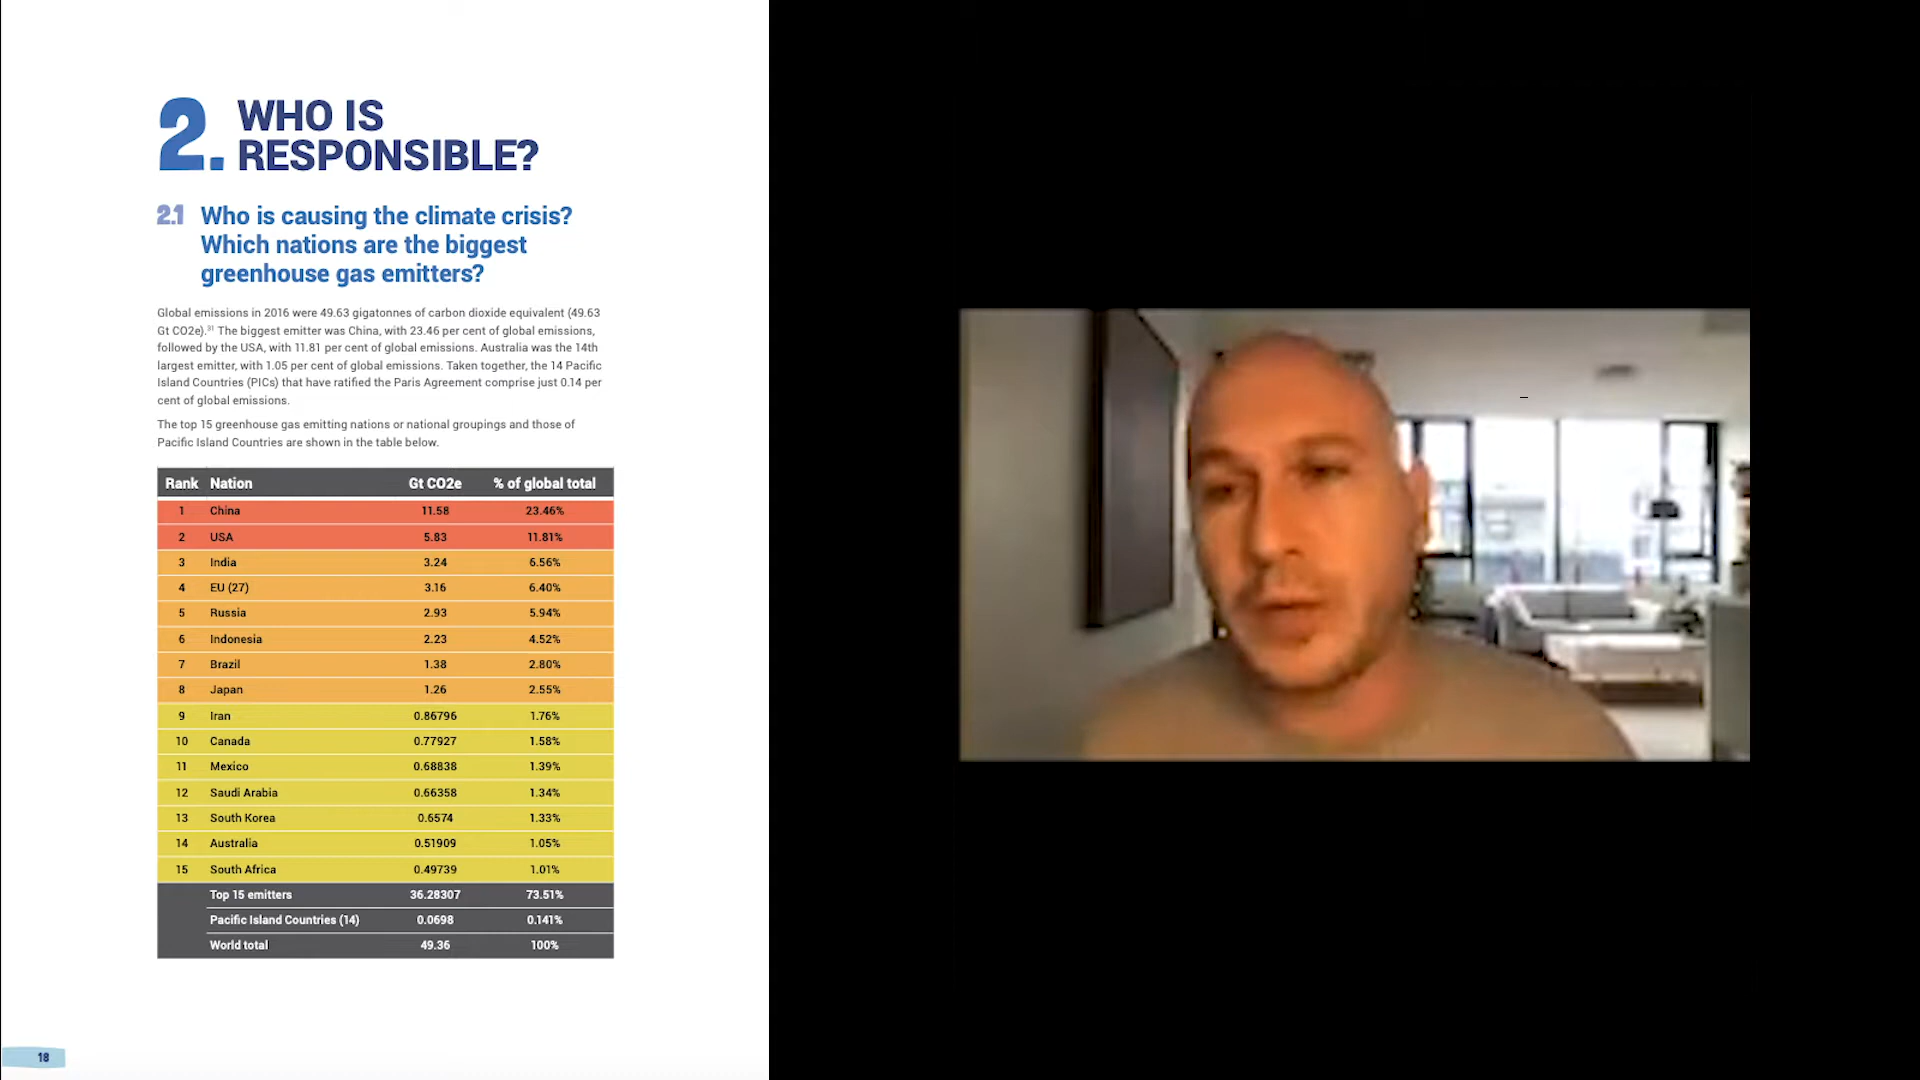 2. WHO IS
RESPONSIBLE?
2.1 Who is causing the climate crisis?
Which nations are the biggest
greenhouse gas emitters?
Global emissions in 2016 were 49.63 gigatonnes of carbon dioxide equivalent (49.63
Gt CO2e).³¹ The biggest emitter was China, with 23.46 per cent of global emissions,
followed by the USA, with 11.81 per cent of global emissions. Australia was the 14th
largest emitter, with 1.05 per cent of global emissions. Taken together, the 14 Pacific
Island Countries (PICs) that have ratified the Paris Agreement comprise just 0.14 per
cent of global emissions.
The top 15 greenhouse gas emitting nations or national groupings and those of
Pacific Island Countries are shown in the table below.
Rank Nation Gt CO2e % of global total
1 China 11.58 23.46%
2 USA 5.83 11.81%
3 India 3.24 6.56%
4 EU (27) 3.16 6.40%
5 Russia 2.93 5.94%
6 Indonesia 2.23 4.52%
7 Brazil 1.38 2.80%
8 Japan 1.26 2.55%
9 Iran 0.86796 1.76%
10 Canada 0.77927 1.58%
11 Mexico 0.68838 1.39%
12 Saudi Arabia 0.66358 1.34%
13 South Korea 0.6574 1.33%
14 Australia 0.51909 1.05%
15 South Africa 0.49739 1.01%
Top 15 emitters 36.28307 73.51%
Pacific Island Countries (14) 0.0698 0.141%
World total 49.36 100%
18